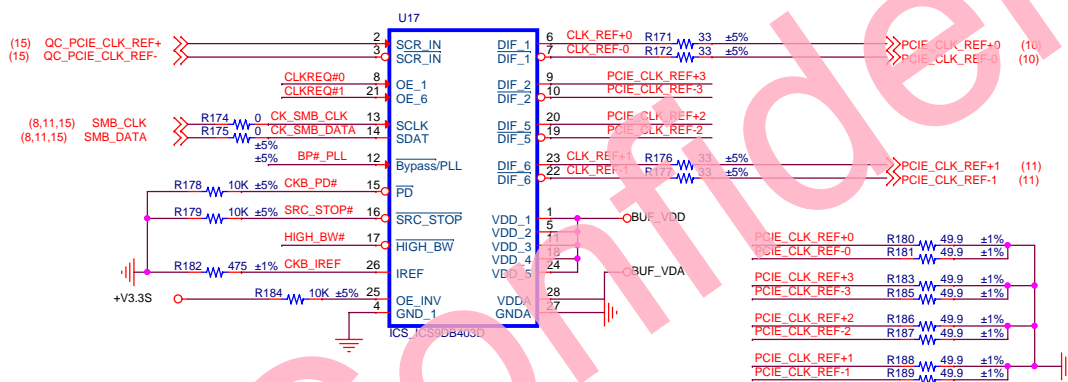 U17
(15) QC_PCIE_CLK_REF+ 2 SCR_IN DIF_1 6 CLK_REF+0 R171 33 ±5% PCIE_CLK_REF+0 (10)
(15) QC_PCIE_CLK_REF- 3 SCR_IN DIF_1 7 CLK_REF-0 R172 33 ±5% PCIE_CLK_REF-0 (10)
CLKREQ#0 8 OE_1 DIF_2 9 PCIE_CLK_REF+3
CLKREQ#1 21 OE_6 DIF_2 10 PCIE_CLK_REF-3
(8,11,15) SMB_CLK R174 0 CK_SMB_CLK 13 SCLK DIF_5 20 PCIE_CLK_REF+2
(8,11,15) SMB_DATA R175 0 CK_SMB_DATA 14 SDAT DIF_5 19 PCIE_CLK_REF-2
±5%
±5% BP#_PLL 12 Bypass/PLL DIF_6 23 CLK_REF+1 R176 33 ±5% PCIE_CLK_REF+1 (11)
DIF_6 22 CLK_REF-1 R177 33 ±5% PCIE_CLK_REF-1 (11)
R178 10K ±5% CKB_PD# 15 PD
R179 10K ±5% SRC_STOP# 16 SRC_STOP VDD_1 1 BUF_VDD
VDD_2 5
HIGH_BW# 17 HIGH_BW VDD_3 11
VDD_4 18
R182 475 ±1% CKB_IREF 26 IREF VDD_5 24 BUF_VDA
+V3.3S R184 10K ±5% 25 OE_INV VDDA 28
4 GND_1 GNDA 27
ICS_ICS9DB403D
PCIE_CLK_REF+0 R180 49.9 ±1%
PCIE_CLK_REF-0 R181 49.9 ±1%
PCIE_CLK_REF+3 R183 49.9 ±1%
PCIE_CLK_REF-3 R185 49.9 ±1%
PCIE_CLK_REF+2 R186 49.9 ±1%
PCIE_CLK_REF-2 R187 49.9 ±1%
PCIE_CLK_REF+1 R188 49.9 ±1%
PCIE_CLK_REF-1 R189 49.9 ±1%